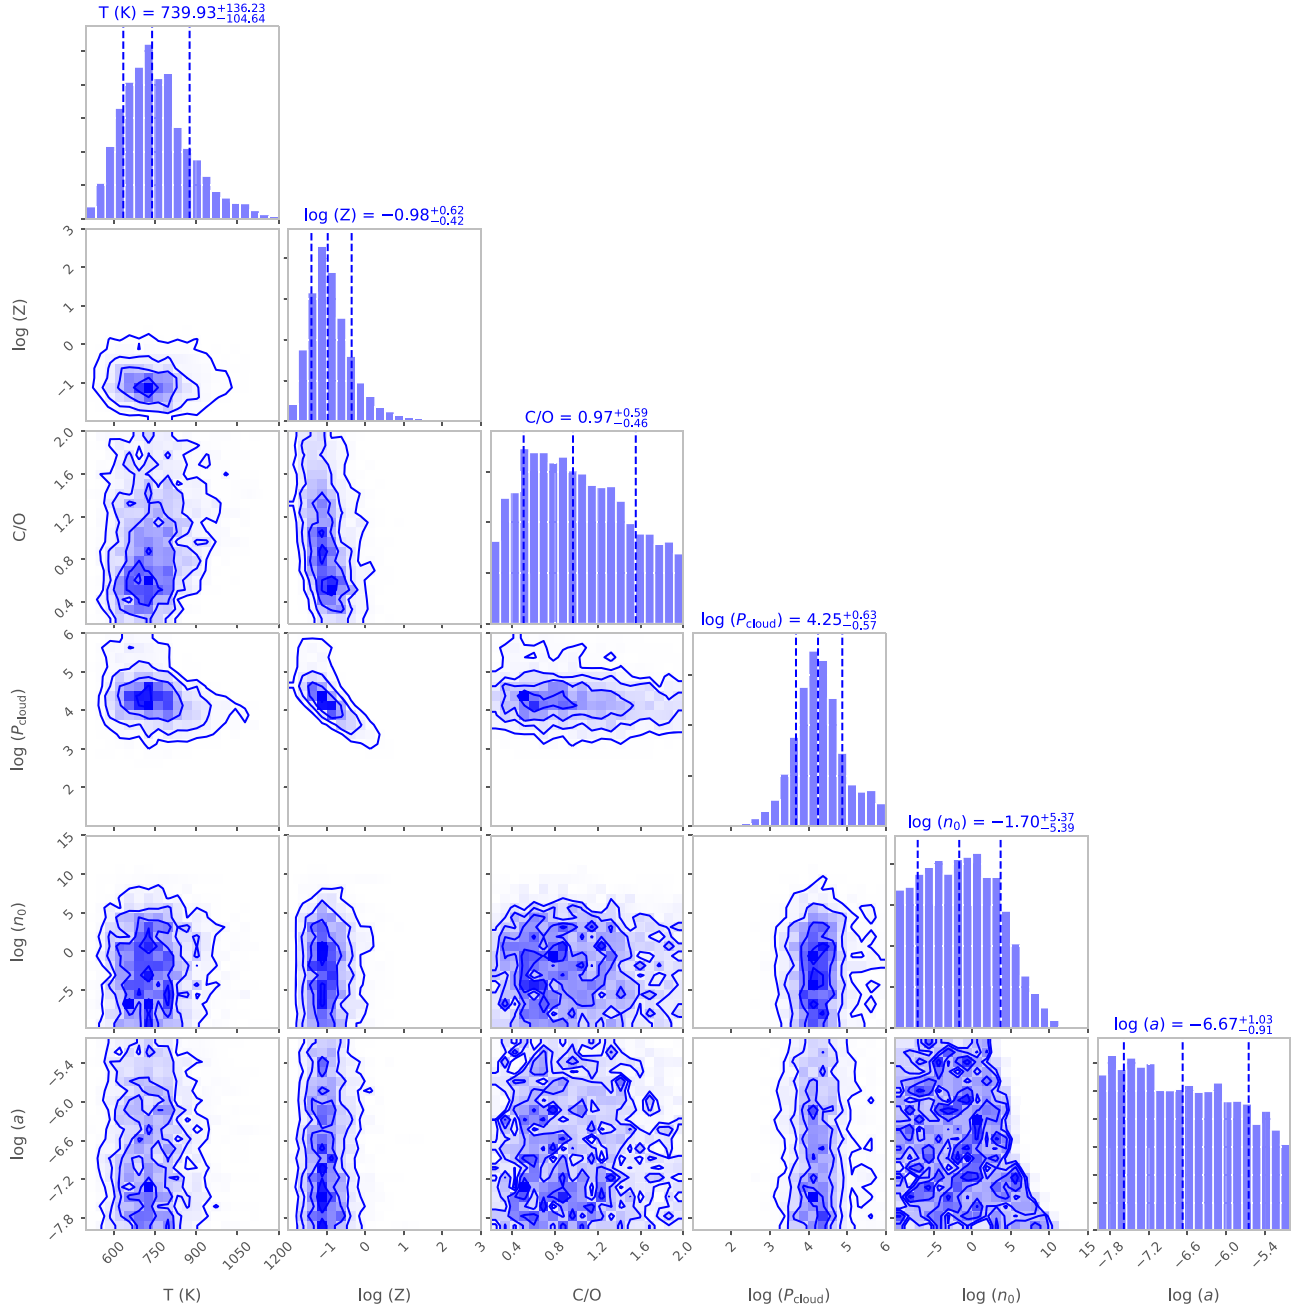 T (K) = 739.93+136.23−104.64
log (Z) = −0.98+0.62−0.42
3
2
1
0
−1
log (Z)
C/O = 0.97+0.59−0.46
2.0
1.6
1.2
0.8
0.4
C/O
log (Pcloud) = 4.25+0.63−0.57
6
5
4
3
2
log (Pcloud)
log (n0) = −1.70+5.37−5.39
15
10
5
0
−5
log (n0)
log (a) = −6.67+1.03−0.91
−5.4
−6.0
−6.6
−7.2
−7.8
log (a)
600 750 900 1050 1200
−1 0 1 2 3
0.4 0.8 1.2 1.6 2.0
2 3 4 5 6
−5 0 5 10 15
−7.8 −7.2 −6.6 −6.0 −5.4
T (K) log (Z) C/O log (Pcloud) log (n0) log (a)